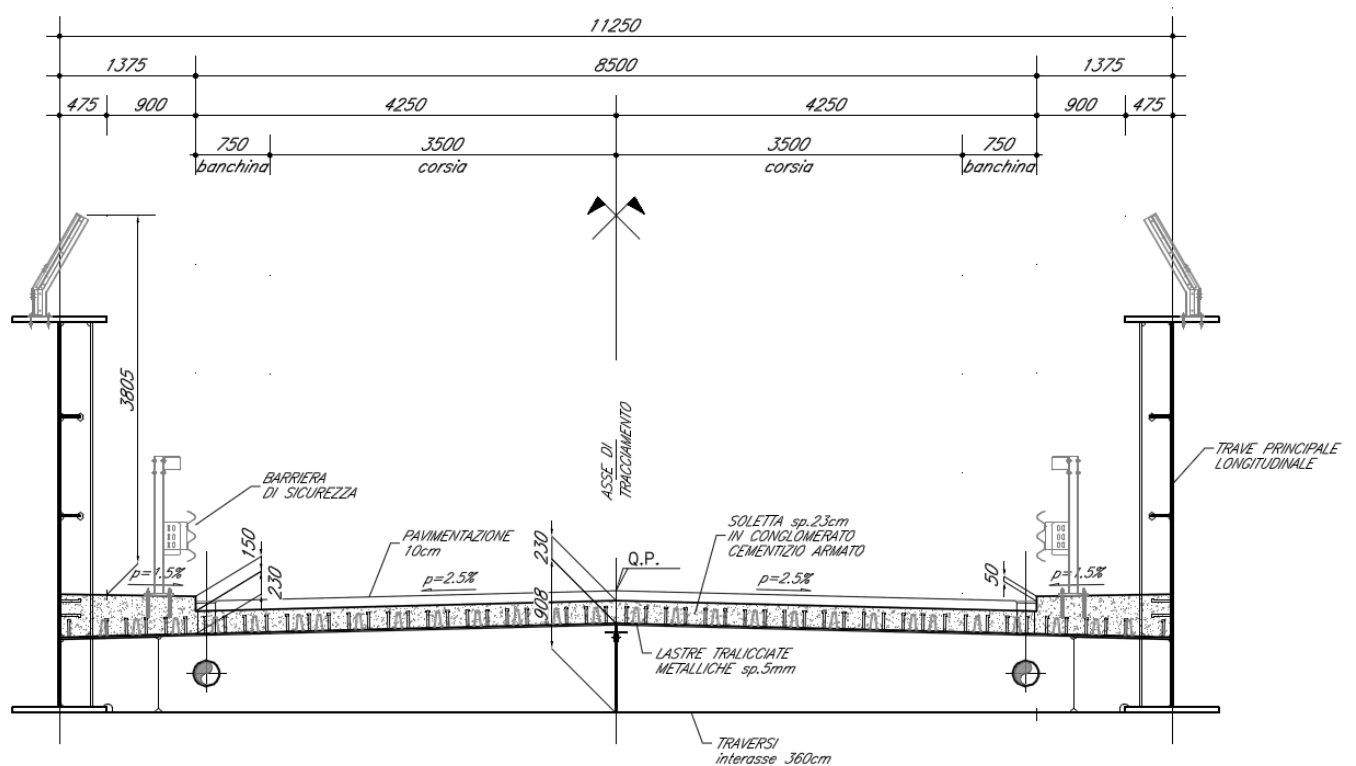 11250
1375 8500 1375
475 900 4250 4250 900 475
750 3500 3500 750
banchina corsia corsia banchina
3805
ASSE DI
TRACCIAMENTO
TRAVE PRINCIPALE
LONGITUDINALE
BARRIERA
DI SICUREZZA
PAVIMENTAZIONE
10cm
SOLETTA sp.23cm
IN CONGLOMERATO
CEMENTIZIO ARMATO
150
230
230
908
Q.P.
50
p=1.5% p=2.5% p=2.5% p=1.5%
LASTRE TRALICCIATE
METALLICHE sp.5mm
TRAVERSI
interasse 360cm